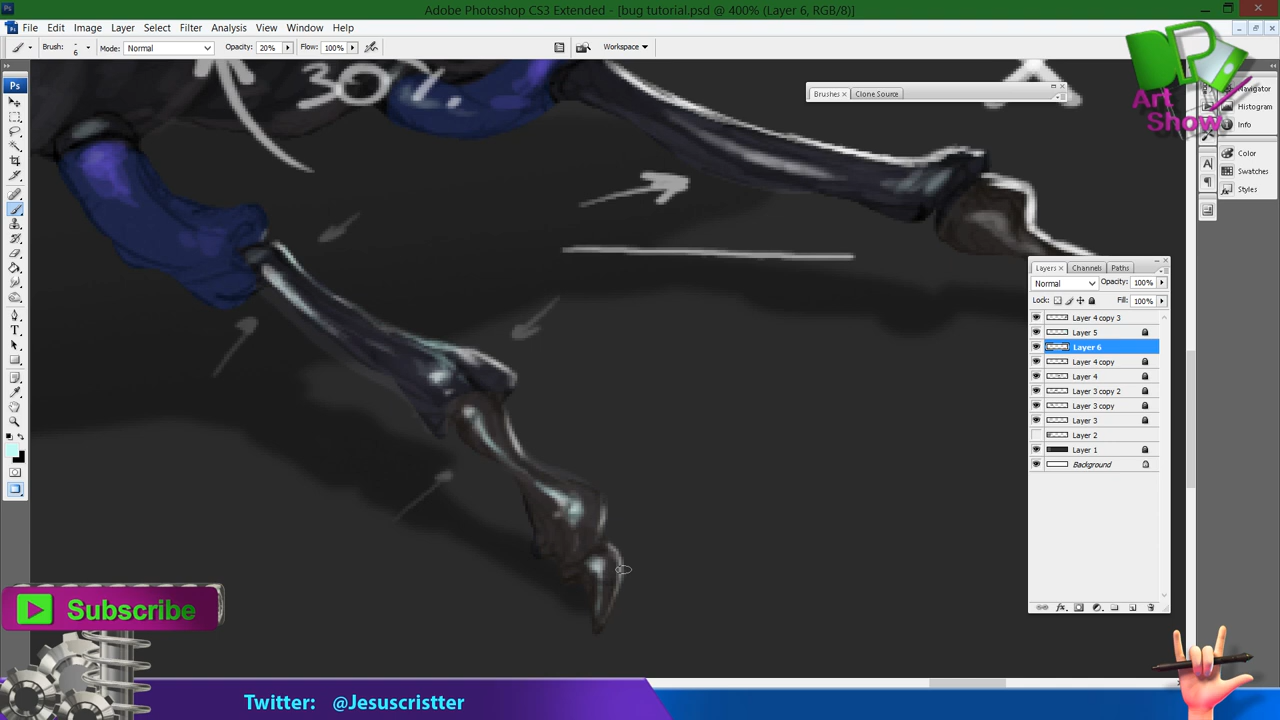 Adobe Photoshop CS3 Extended - [bug tutorial.psd @ 400% (Layer 6, RGB/8)]
File Edit Image Layer Select Filter Analysis View Window Help
Brush: 6 Mode: Normal Opacity: 20% Flow: 100% Workspace
Ps
Brushes Clone Source
30%
DP
Art
Show
Navigator
Histogram
Info
Color
Swatches
Styles
Layers Channels Paths
Normal Opacity: 100%
Lock: Fill: 100%
Layer 4 copy 3
Layer 5
Layer 6
Layer 4 copy
Layer 4
Layer 3 copy 2
Layer 3 copy
Layer 3
Layer 2
Layer 1
Background
Subscribe
Twitter: @Jesuscristter